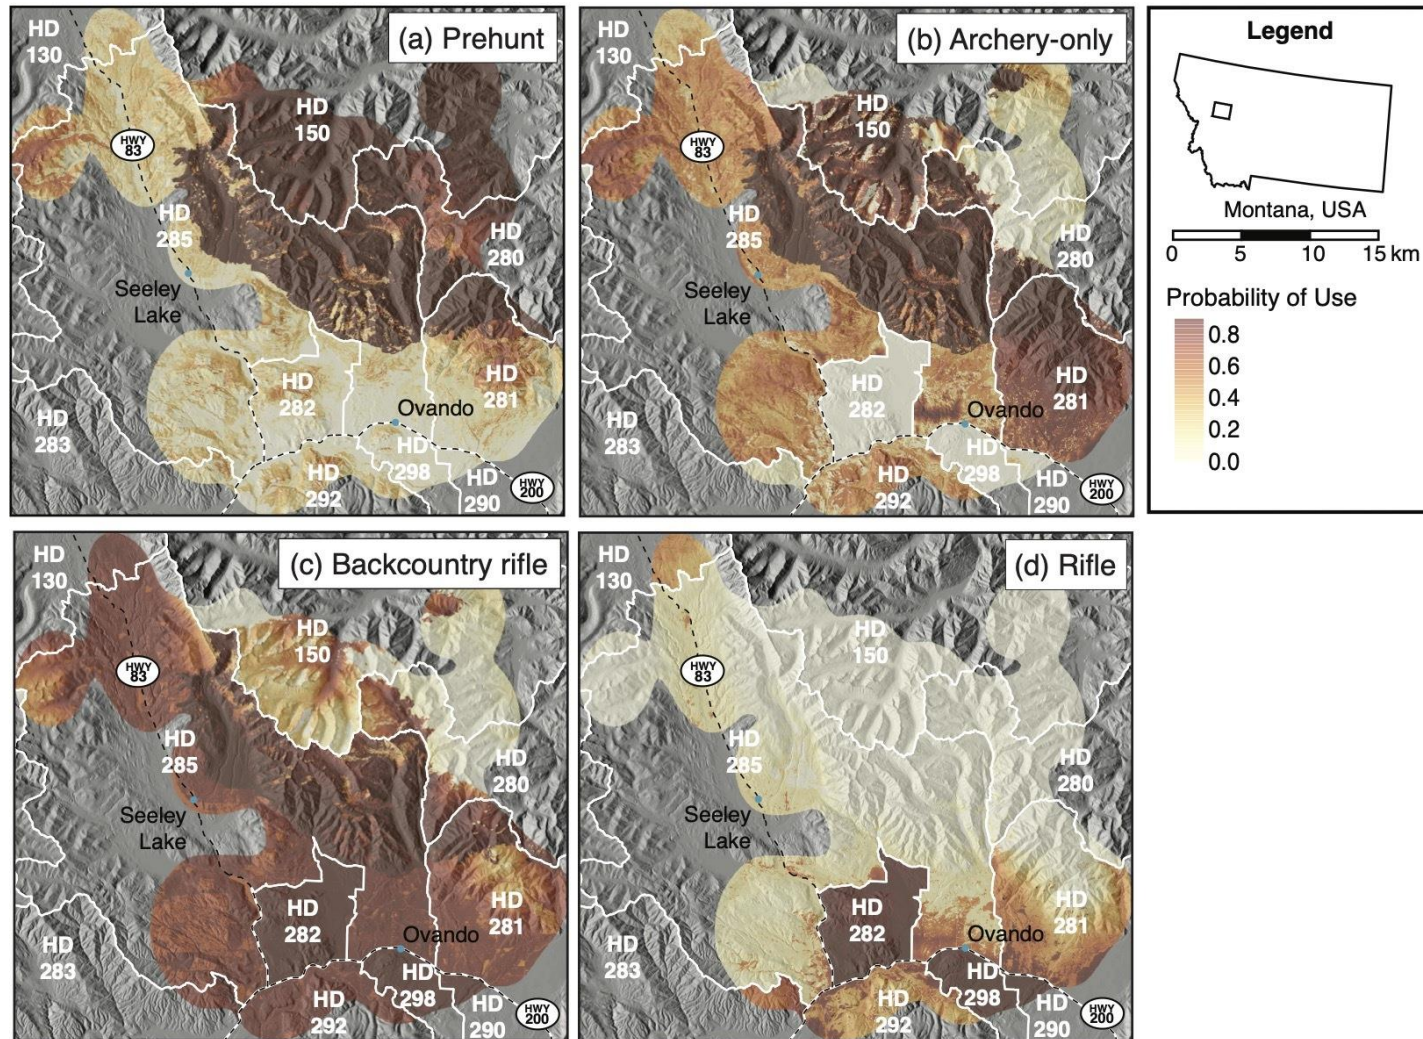 (a) Prehunt
HD
130
HD
150
HWY
83
HD
285
HD
280
Seeley
Lake
HD
282
HD
281
Ovando
HD
283
HD
298
HD
292
HD
290
HWY
200
(b) Archery-only
HD
130
HD
150
HWY
83
HD
285
HD
280
Seeley
Lake
HD
282
HD
281
Ovando
HD
283
HD
298
HD
292
HD
290
HWY
200
Legend
Montana, USA
0 5 10 15 km
Probability of Use
0.8
0.6
0.4
0.2
0.0
(c) Backcountry rifle
HD
130
HD
150
HWY
83
HD
285
HD
280
Seeley
Lake
HD
282
HD
281
Ovando
HD
283
HD
298
HD
292
HD
290
HWY
200
(d) Rifle
HD
130
HD
150
HWY
83
HD
285
HD
280
Seeley
Lake
HD
282
HD
281
Ovando
HD
283
HD
298
HD
292
HD
290
HWY
200